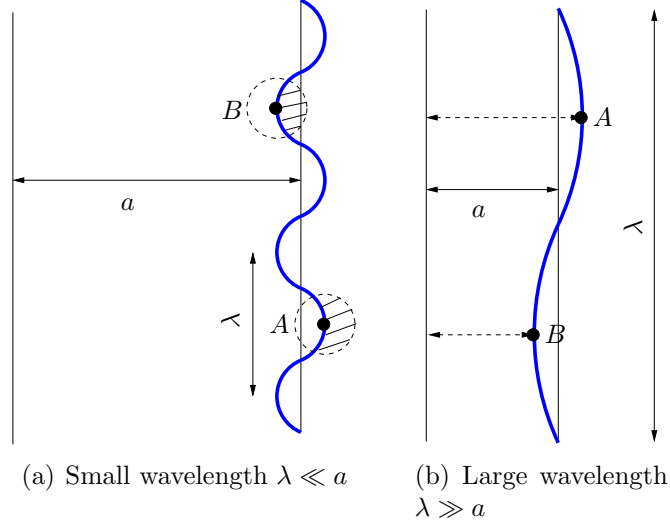 B
A
a
a
λ
A
λ
B
(a) Small wavelength λ ≪ a
(b) Large wavelength
λ ≫ a